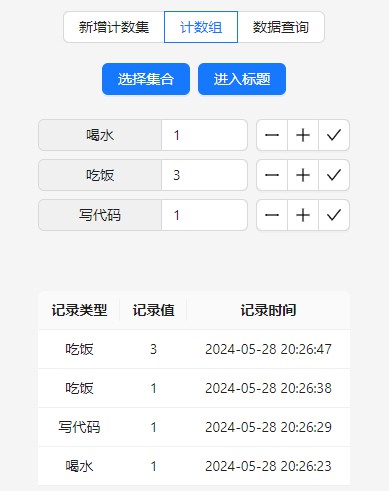 新增计数集 计数组 数据查询
选择集合 进入标题
喝水 1
吃饭 3
写代码 1
记录类型 记录值 记录时间
吃饭 3 2024-05-28 20:26:47
吃饭 1 2024-05-28 20:26:38
写代码 1 2024-05-28 20:26:29
喝水 1 2024-05-28 20:26:23